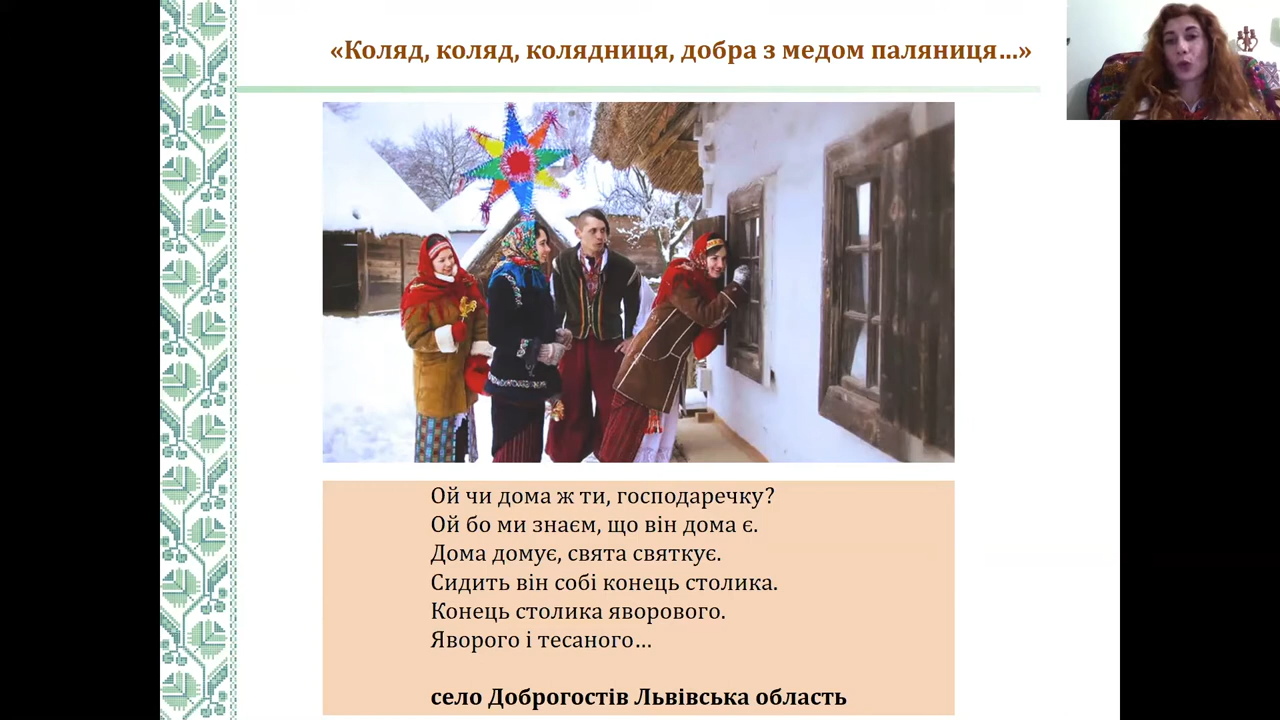 «Коляд, коляд, колядниця, добра з медом паляниця...»
Ой чи дома ж ти, господаречку?
Ой бо ми знаєм, що він дома є.
Дома домує, свята святкує.
Сидить він собі конець столика.
Конець столика яворового.
Яворого і тесаного...
село Доброгостів Львівська область